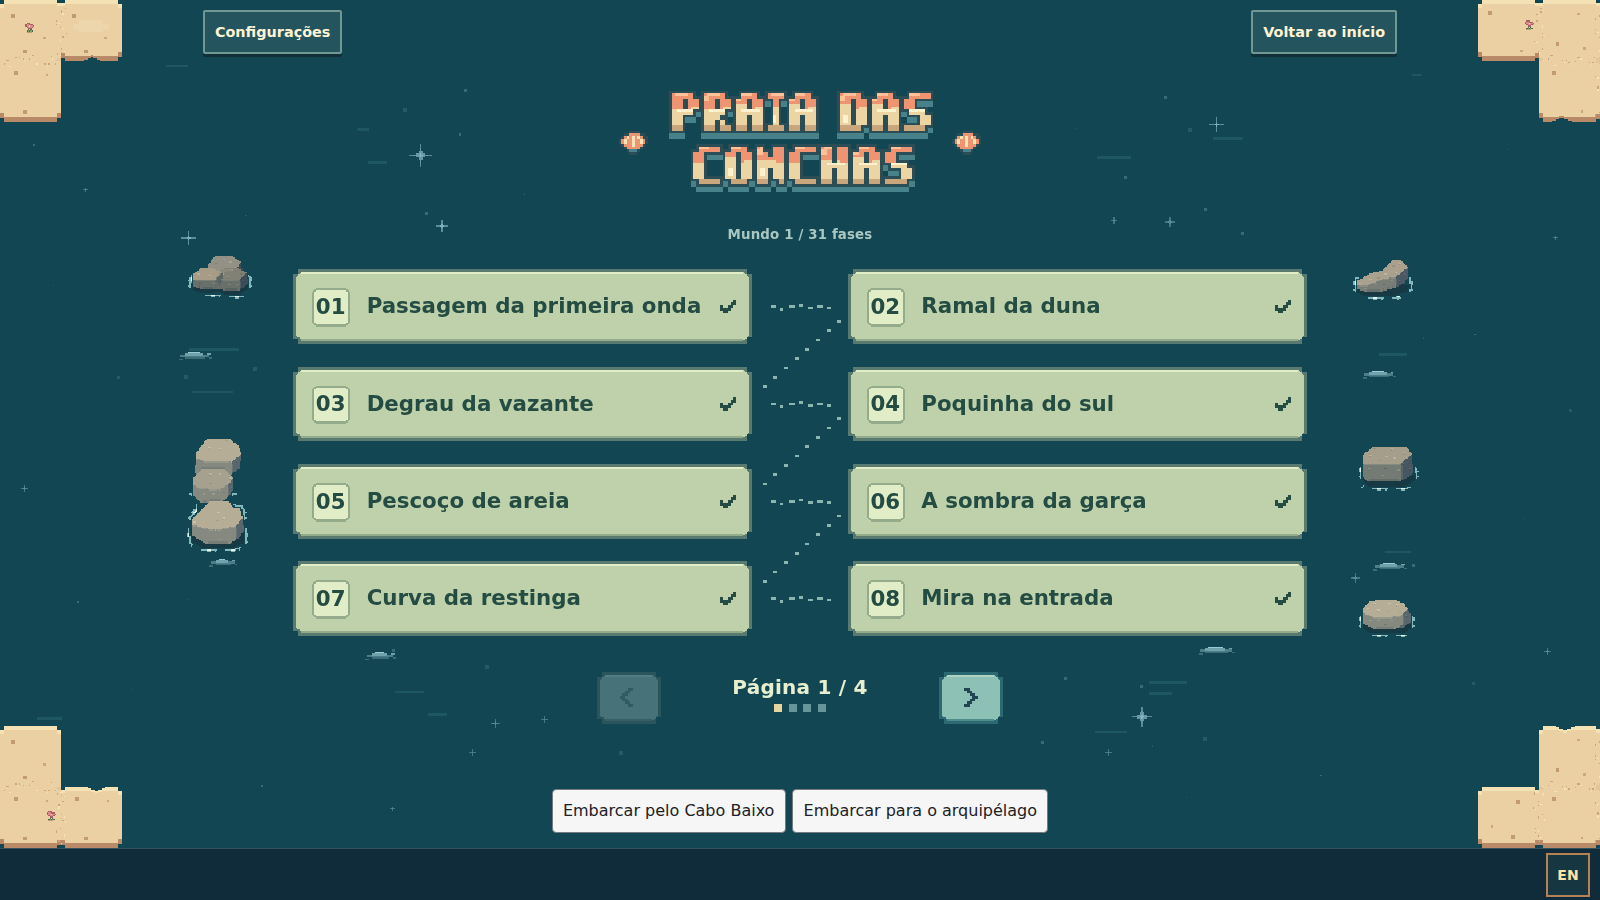 Configurações
Voltar ao início
PRAIA DAS
CONCHAS
Mundo 1 / 31 fases
01 Passagem da primeira onda
02 Ramal da duna
03 Degrau da vazante
04 Poquinha do sul
05 Pescoço de areia
06 A sombra da garça
07 Curva da restinga
08 Mira na entrada
Página 1 / 4
Embarcar pelo Cabo Baixo
Embarcar para o arquipélago
EN